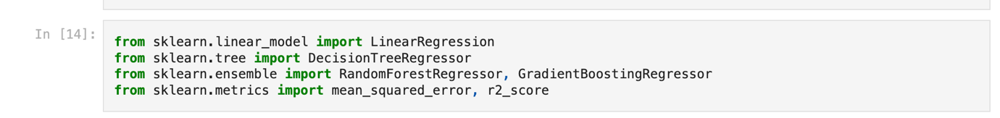 In [14]:
from sklearn.linear_model import LinearRegression
from sklearn.tree import DecisionTreeRegressor
from sklearn.ensemble import RandomForestRegressor, GradientBoostingRegressor
from sklearn.metrics import mean_squared_error, r2_score